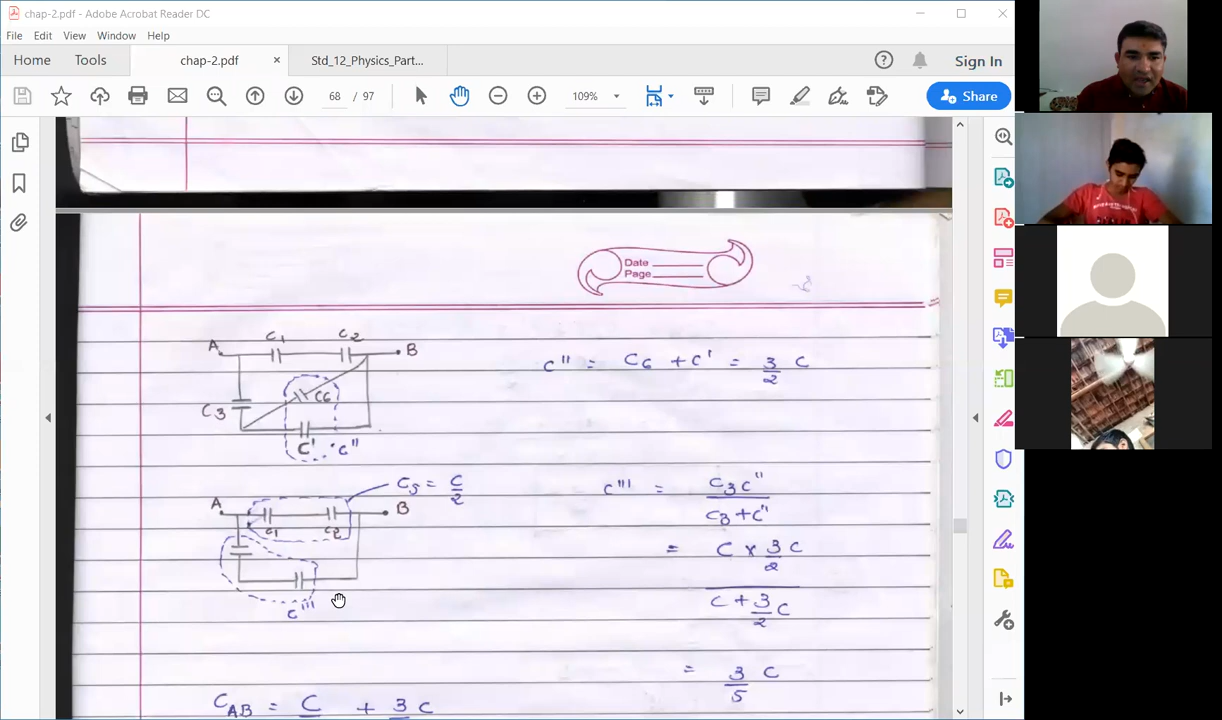 chap-2.pdf - Adobe Acrobat Reader DC
File Edit View Window Help
Home Tools chap-2.pdf × Std_12_Physics_Part... Sign In
68 / 97 109% Share
Date
Page
A C1 C2 B
C3 C6
C' c"
c" = C6 + c' = 3/2 C
Cs = C/2
A B
c1 c2
c'''
c''' = C3 c" / C3 + c"
= C × 3/2 C
C + 3/2 C
= 3/5 C
CAB = C + 3 C